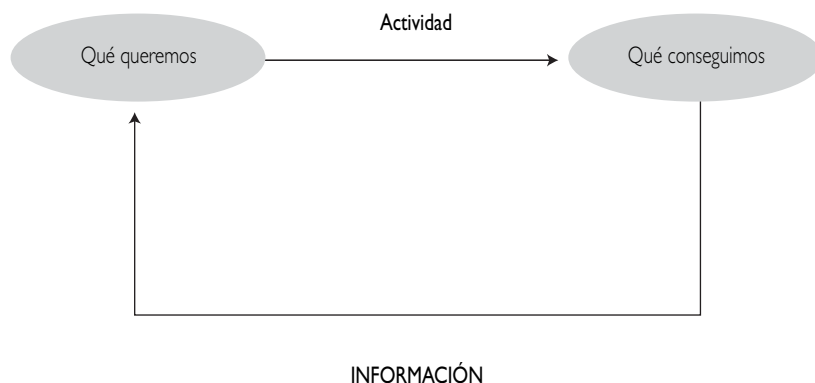 Actividad
Qué queremos
Qué conseguimos
INFORMACIÓN